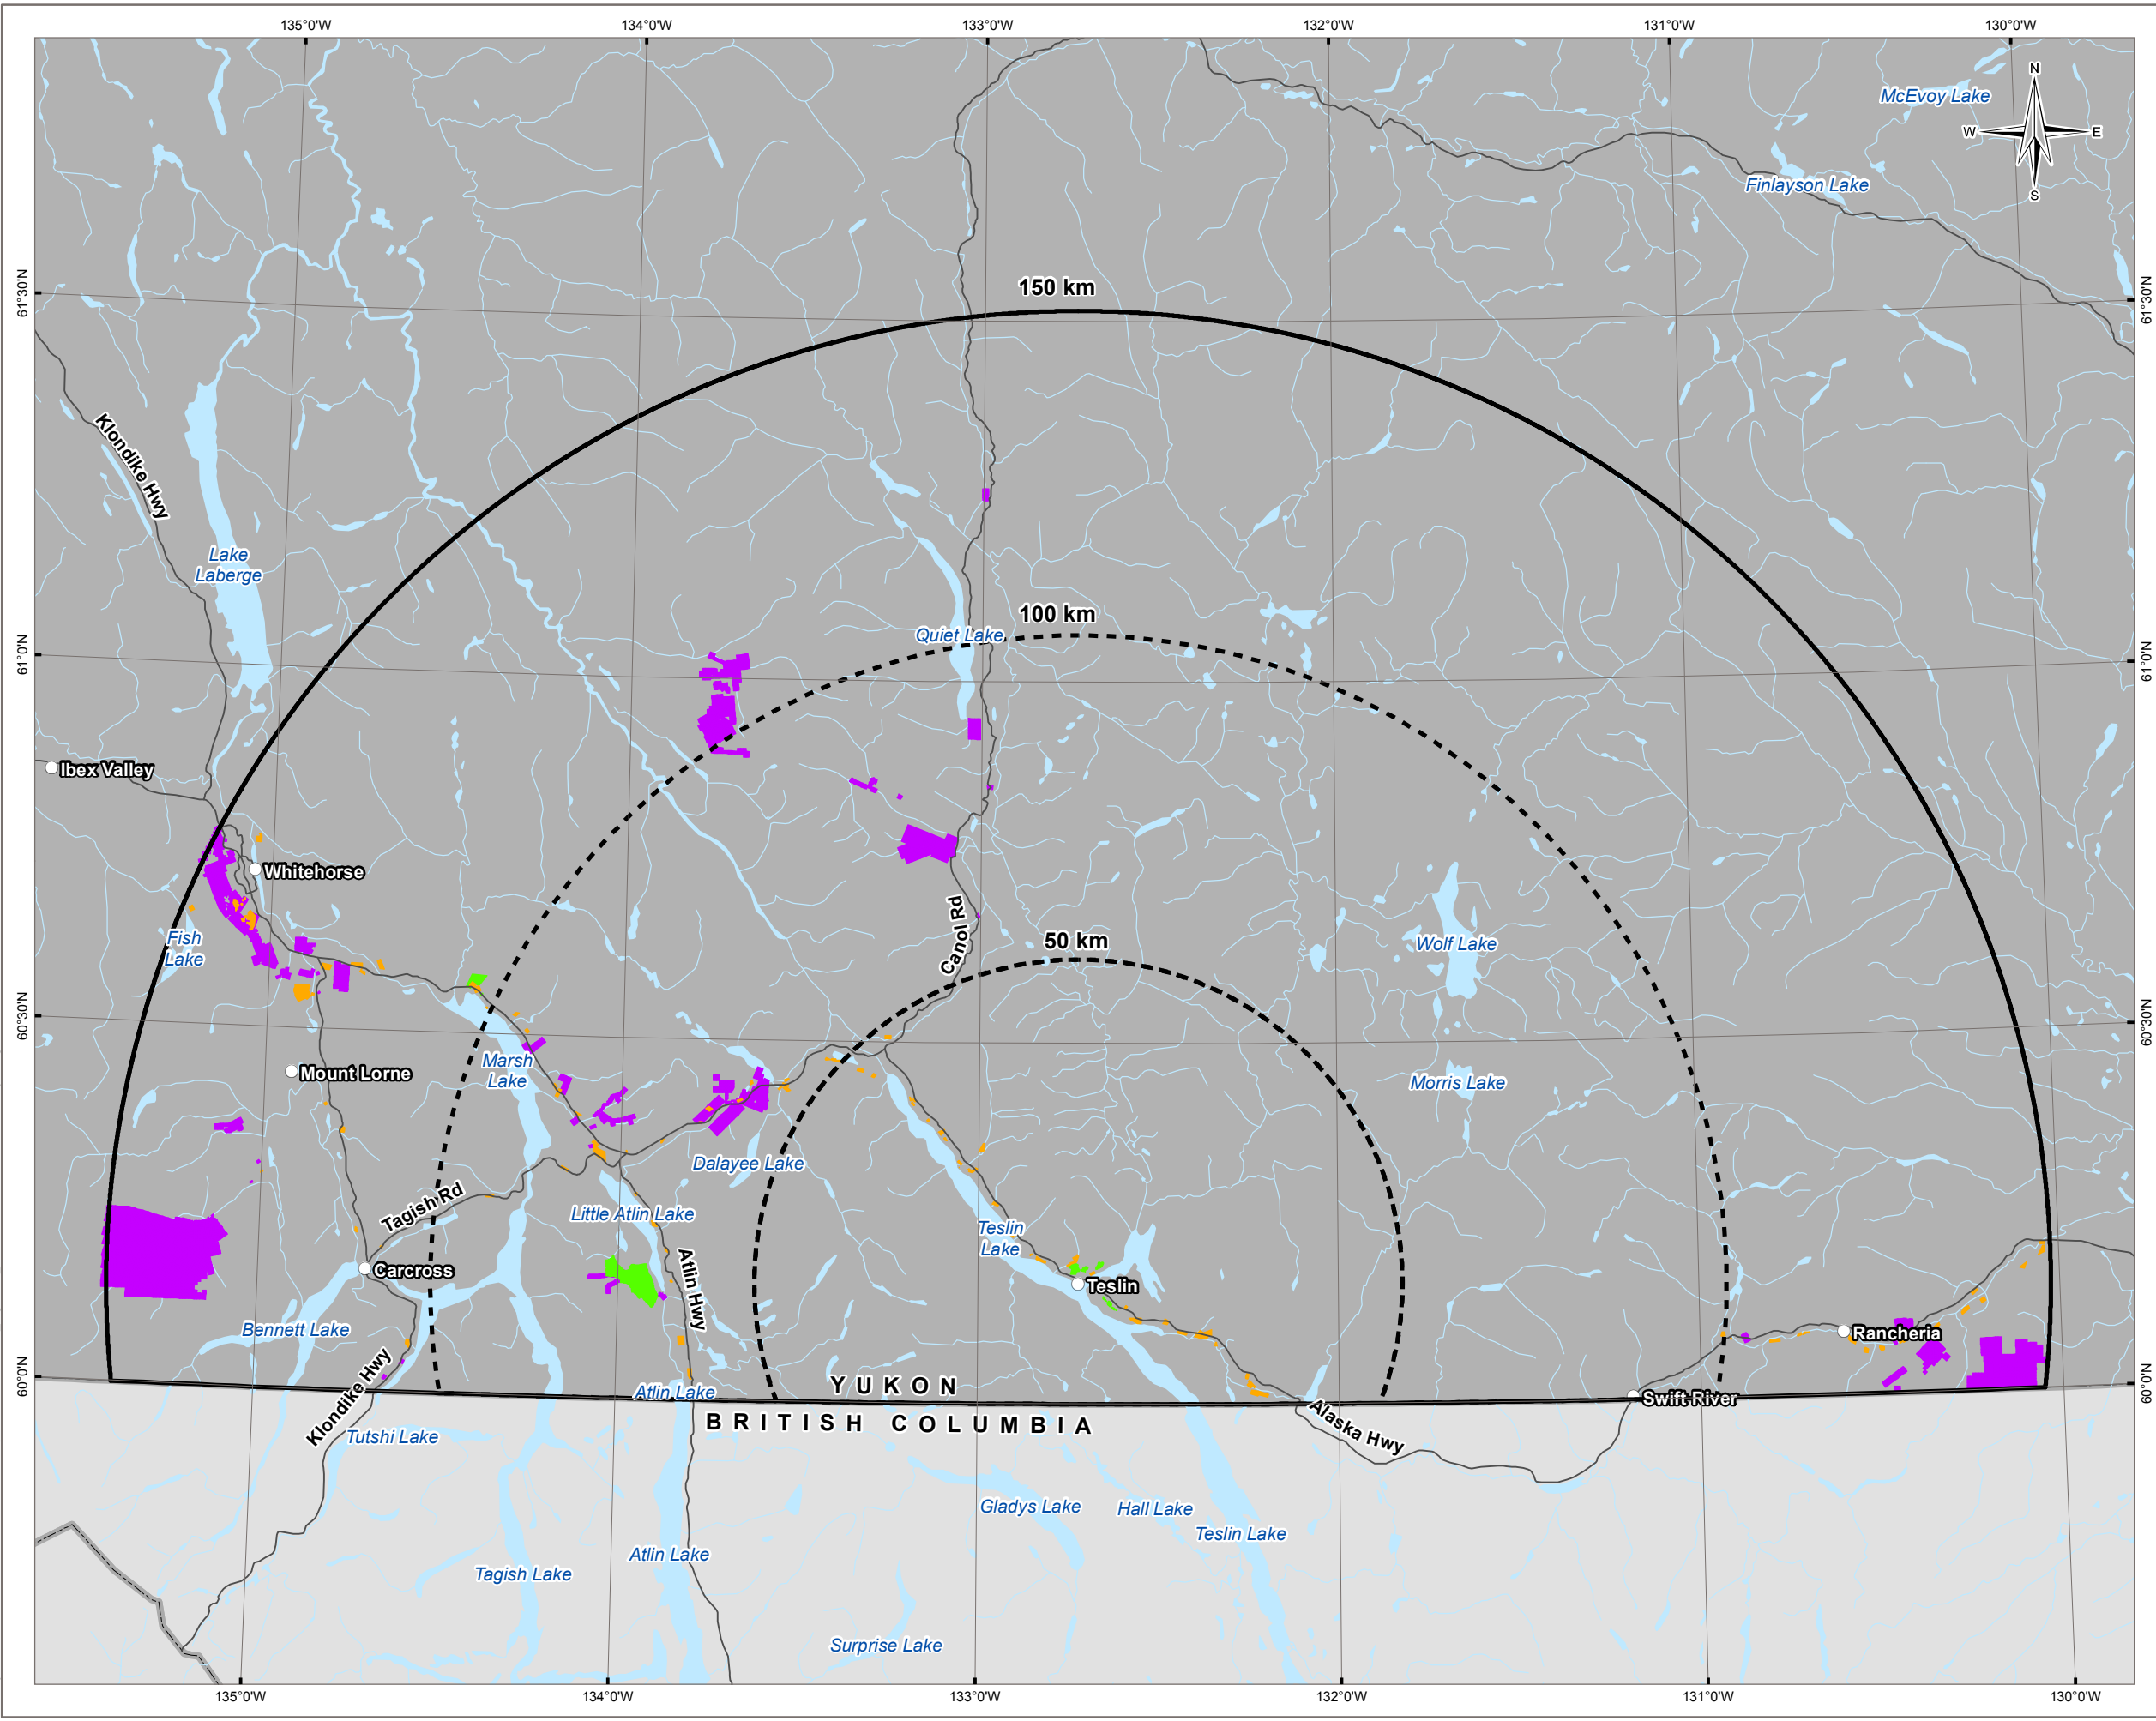 135°0'W
134°0'W
133°0'W
132°0'W
131°0'W
130°0'W
N
McEvoy Lake
W
E
Finlayson Lake
S
61°30'N
150 km
61°30'N
Klondike Hwy
Lake
Laberge
100 km
Quiet Lake
61°0'N
61°0'N
Ibex Valley
Whitehorse
Canol Rd
50 km
Wolf Lake
Fish
Lake
60°30'N
60°30'N
Marsh
Lake
Mount Lorne
Morris Lake
Dalayee Lake
Tagish Rd
Little Atlin Lake
Teslin
Lake
Carcross
Atlin Hwy
Teslin
Bennett Lake
Rancheria
60°0'N
60°0'N
YUKON
Atlin Lake
Swift River
Klondike Hwy
BRITISH COLUMBIA
Alaska Hwy
Tutshi Lake
Gladys Lake
Hall Lake
Teslin Lake
Atlin Lake
Tagish Lake
Surprise Lake
135°0'W
134°0'W
133°0'W
132°0'W
131°0'W
130°0'W